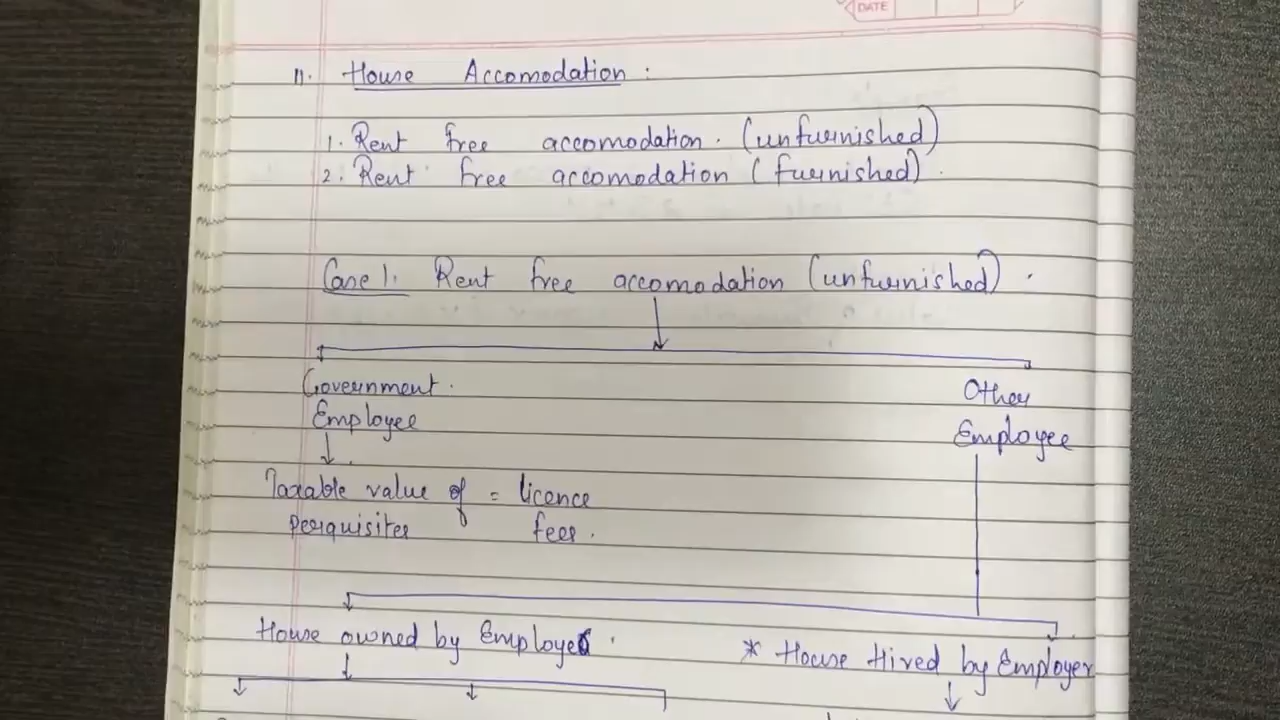 DATE
11. House Accomodation :
1. Rent free accomodation. (unfurnished)
2. Rent free accomodation (furnished).
Case 1. Rent free accomodation (unfurnished).
Government.
Employee
Other
Employee
Taxable value of = licence
perquisites fees.
House owned by Employer.
* House Hired by Employer